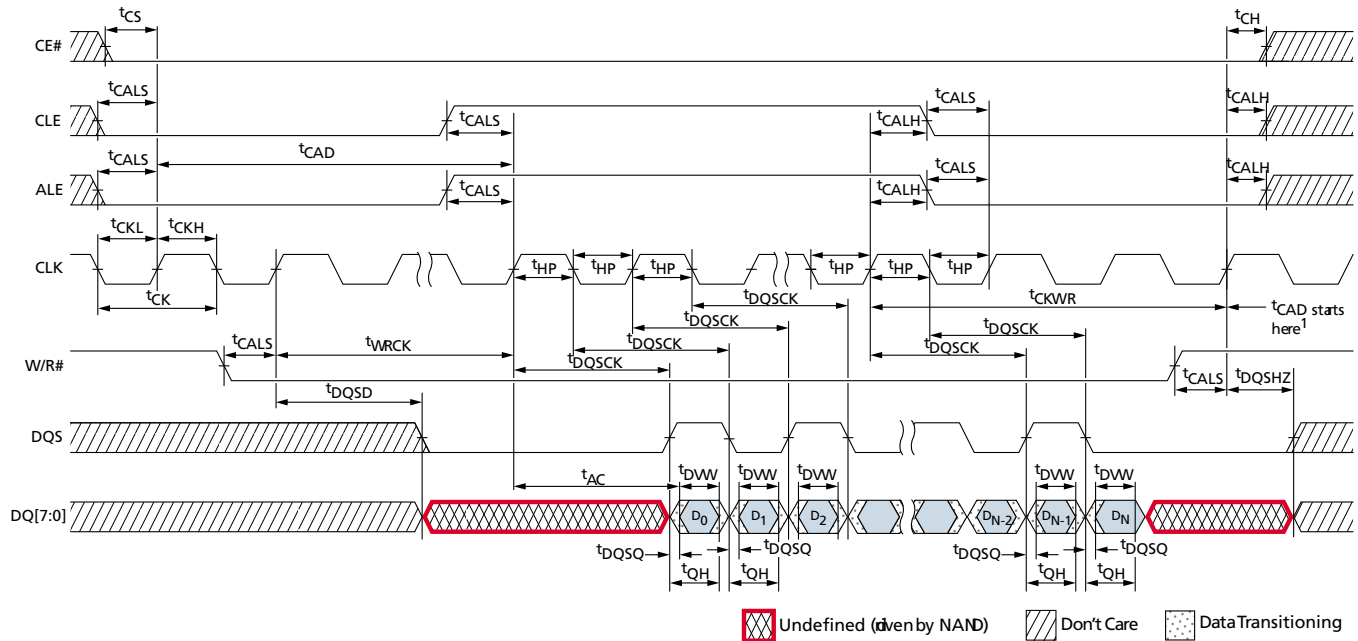 tCS
tCH
CE#
tCALS
tCALS
tCALH
CLE
tCALS
tCALH
tCAD
tCALS
tCALS
tCALH
ALE
tCALS
tCALH
tCKL
tCKH
CLK
tHP
tHP
tHP
tHP
tHP
tHP
tCK
tDQSCK
tCKWR
tCAD starts
here1
tDQSCK
tDQSCK
tCALS
tWRCK
tDQSCK
tDQSCK
W/R#
tDQSCK
tCALS
tDQSHZ
tDQSD
DQS
tAC
tDVW
tDVW
tDVW
tDVW
tDVW
DQ[7:0]
D0
D1
D2
DN-2
DN-1
DN
tDQSQ
tDQSQ
tDQSQ
tDQSQ
tQH
tQH
tQH
tQH
Undefined (driven by NAND)
Don't Care
Data Transitioning